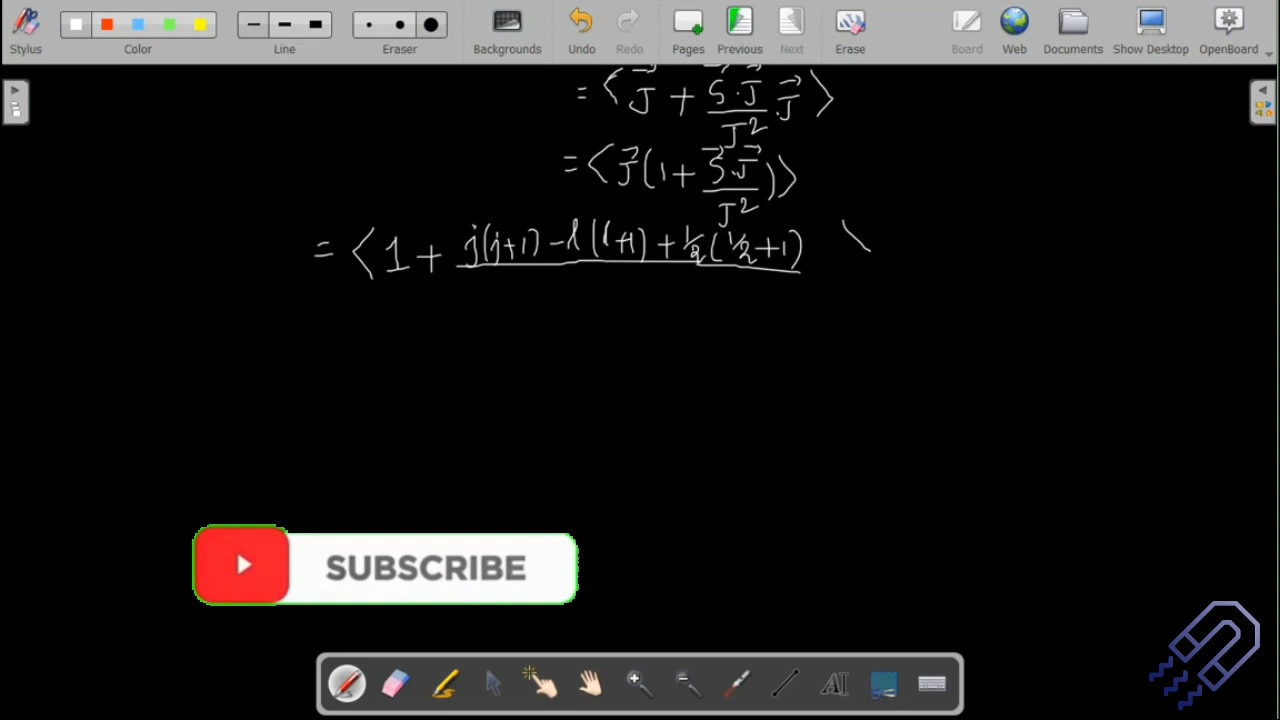 Stylus Color Line Eraser Backgrounds Undo Redo Pages Previous Next Erase Board Web Documents Show Desktop OpenBoard
= ⟨ J⃗ + (S⃗·J⃗)/J² · J⃗ ⟩
= ⟨ J⃗ (1 + (S⃗·J⃗)/J²) ⟩
= ⟨ 1 + j(j+1) - l(l+1) + ½(½+1) ⟩
SUBSCRIBE
AI